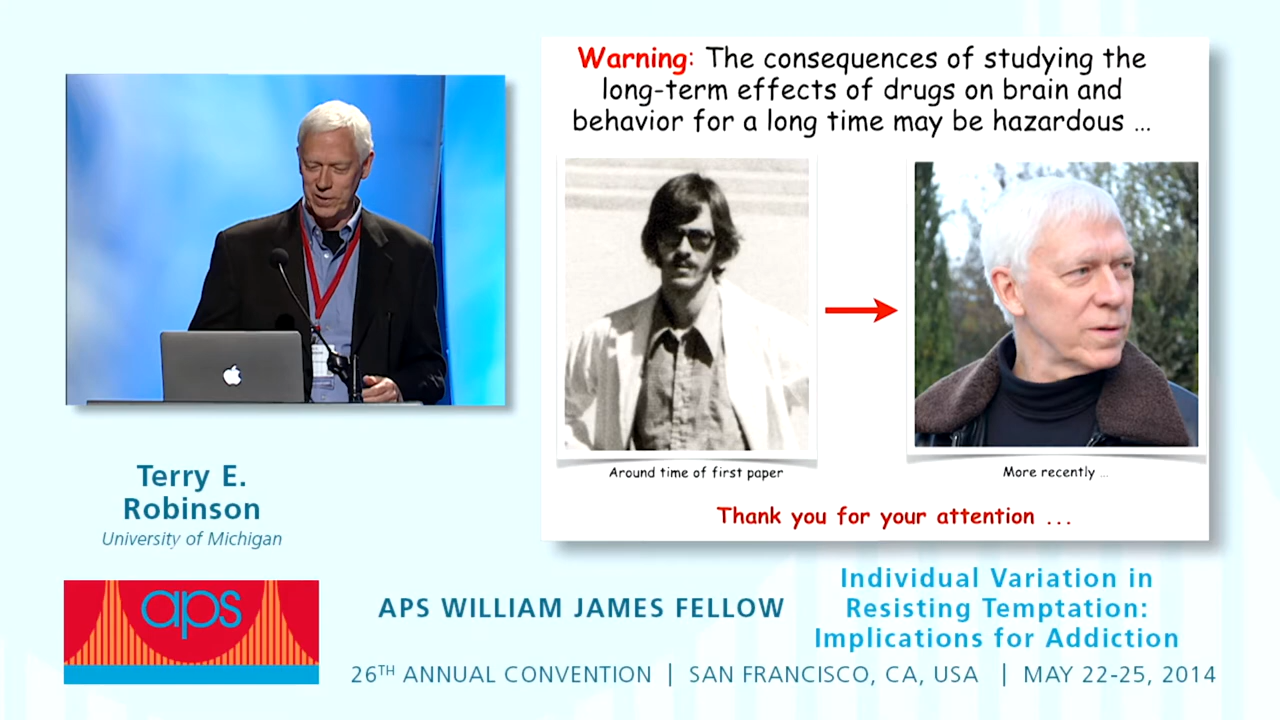 Warning: The consequences of studying the
long-term effects of drugs on brain and
behavior for a long time may be hazardous ...
Around time of first paper
More recently ...
Thank you for your attention ...
Terry E.
Robinson
University of Michigan
aps
APS WILLIAM JAMES FELLOW
Individual Variation in
Resisting Temptation:
Implications for Addiction
26TH ANNUAL CONVENTION | SAN FRANCISCO, CA, USA | MAY 22-25, 2014